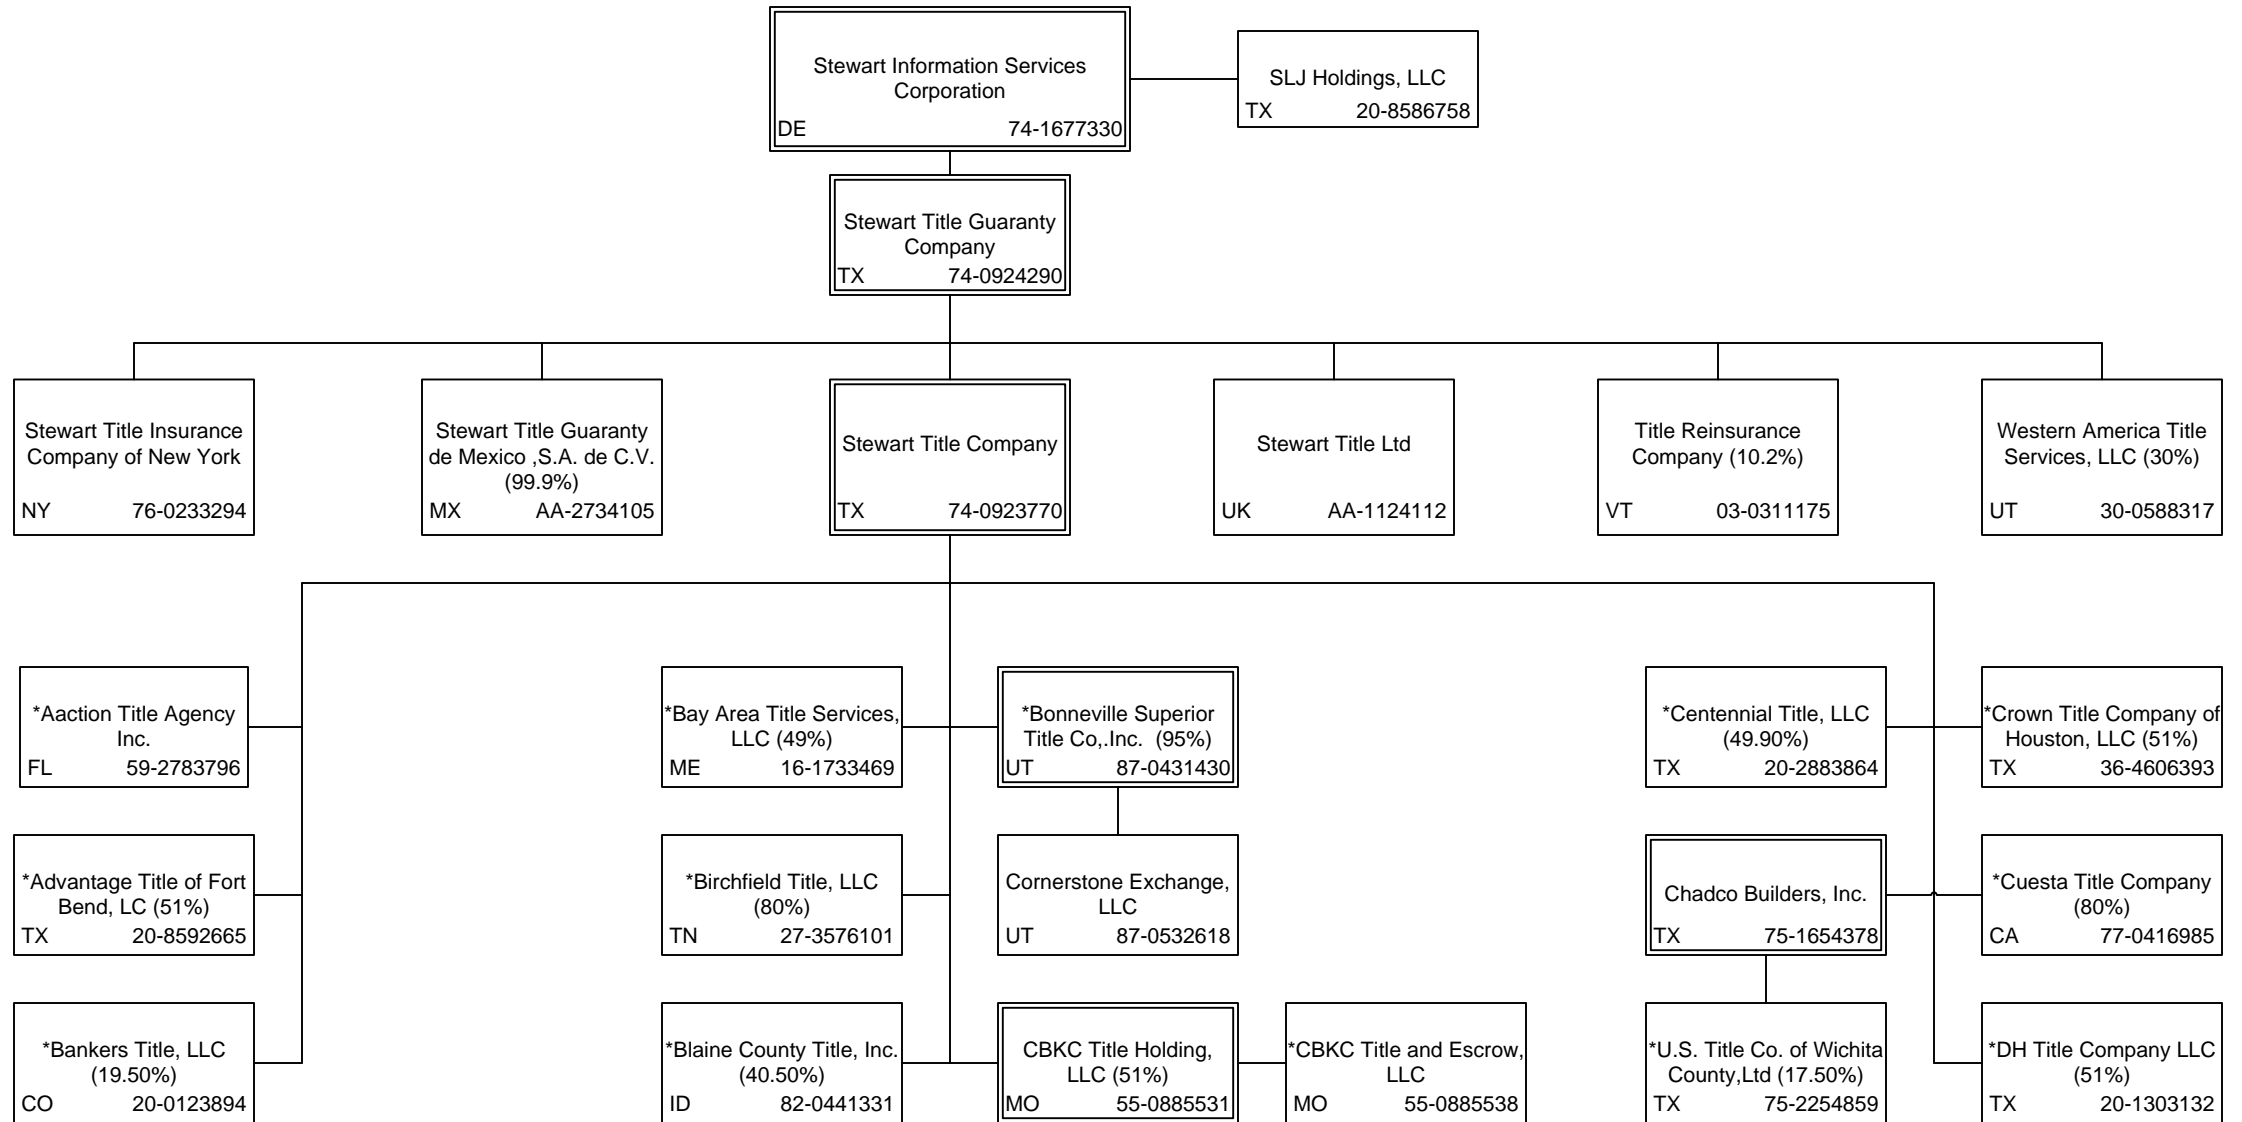 Stewart Information Services
Corporation
DE 74-1677330
SLJ Holdings, LLC
TX 20-8586758
Stewart Title Guaranty
Company
TX 74-0924290
Stewart Title Insurance
Company of New York
NY 76-0233294
Stewart Title Guaranty
de Mexico ,S.A. de C.V.
(99.9%)
MX AA-2734105
Stewart Title Company
TX 74-0923770
Stewart Title Ltd
UK AA-1124112
Title Reinsurance
Company (10.2%)
VT 03-0311175
Western America Title
Services, LLC (30%)
UT 30-0588317
*Aaction Title Agency
Inc.
FL 59-2783796
*Bay Area Title Services,
LLC (49%)
ME 16-1733469
*Bonneville Superior
Title Co,.Inc. (95%)
UT 87-0431430
*Centennial Title, LLC
(49.90%)
TX 20-2883864
*Crown Title Company of
Houston, LLC (51%)
TX 36-4606393
*Advantage Title of Fort
Bend, LC (51%)
TX 20-8592665
*Birchfield Title, LLC
(80%)
TN 27-3576101
Cornerstone Exchange,
LLC
UT 87-0532618
Chadco Builders, Inc.
TX 75-1654378
*Cuesta Title Company
(80%)
CA 77-0416985
*Bankers Title, LLC
(19.50%)
CO 20-0123894
*Blaine County Title, Inc.
(40.50%)
ID 82-0441331
CBKC Title Holding,
LLC (51%)
MO 55-0885531
*CBKC Title and Escrow,
LLC
MO 55-0885538
*U.S. Title Co. of Wichita
County,Ltd (17.50%)
TX 75-2254859
*DH Title Company LLC
(51%)
TX 20-1303132